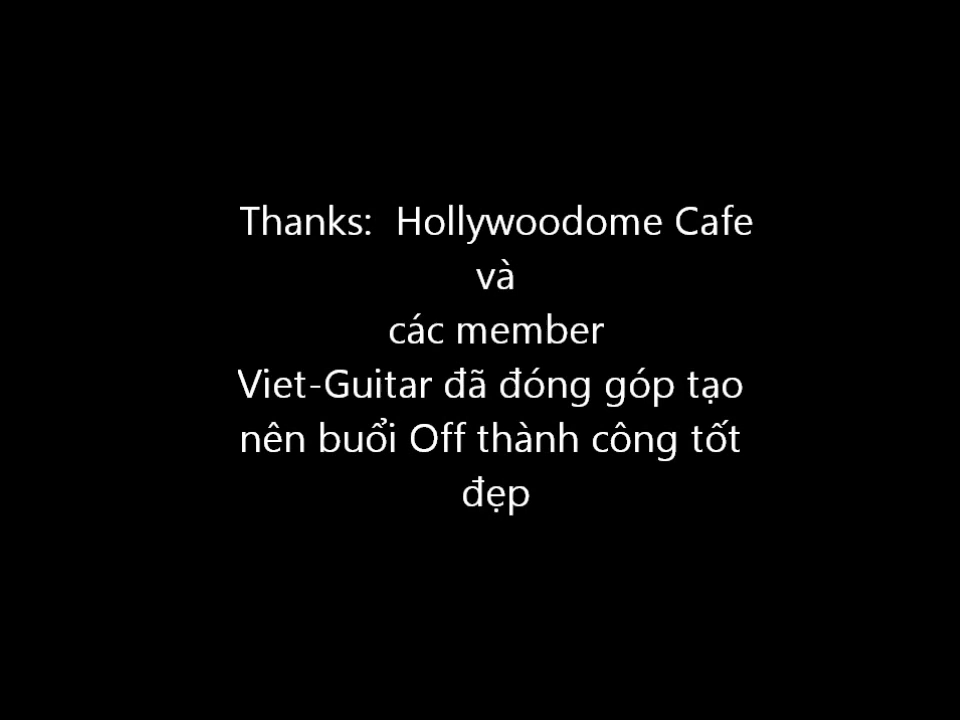 Thanks:  Hollywoodome Cafe
và
các member
Viet-Guitar đã đóng góp tạo
nên buổi Off thành công tốt
đẹp